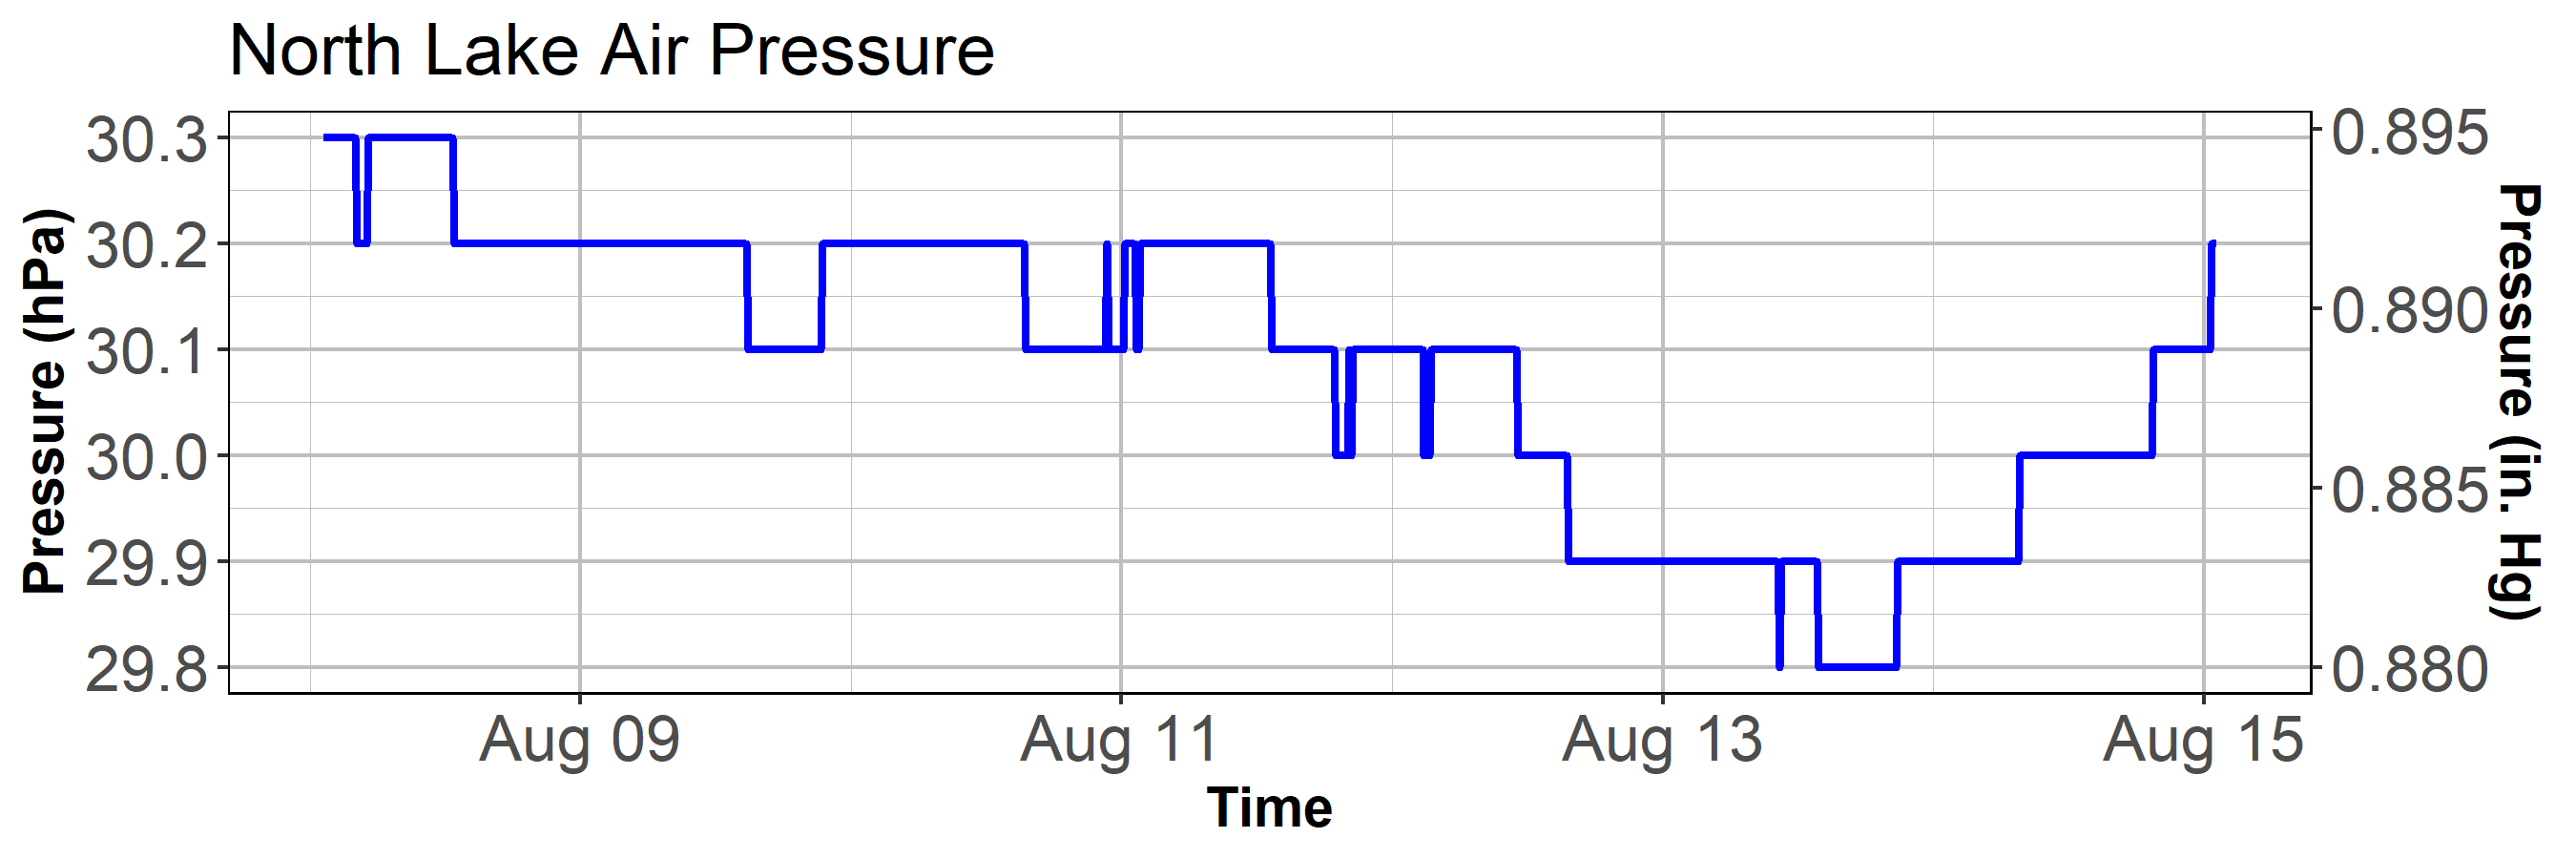 North Lake Air Pressure
Pressure (hPa)
30.3
30.2
30.1
30.0
29.9
29.8
0.895
0.890
0.885
0.880
Pressure (in. Hg)
Aug 09
Aug 11
Aug 13
Aug 15
Time